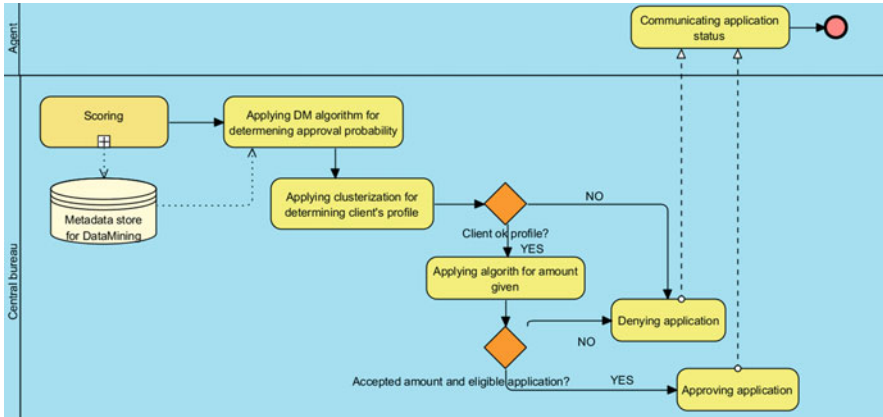 Agent
Communicating application
status
Central bureau
Scoring
Applying DM algorithm for
determening approval probability
Metadata store
for DataMining
Applying clusterization for
determining client's profile
NO
Client ok profile?
YES
Applying algorith for amount
given
Denying application
NO
Accepted amount and eligible application?
YES
Approving application